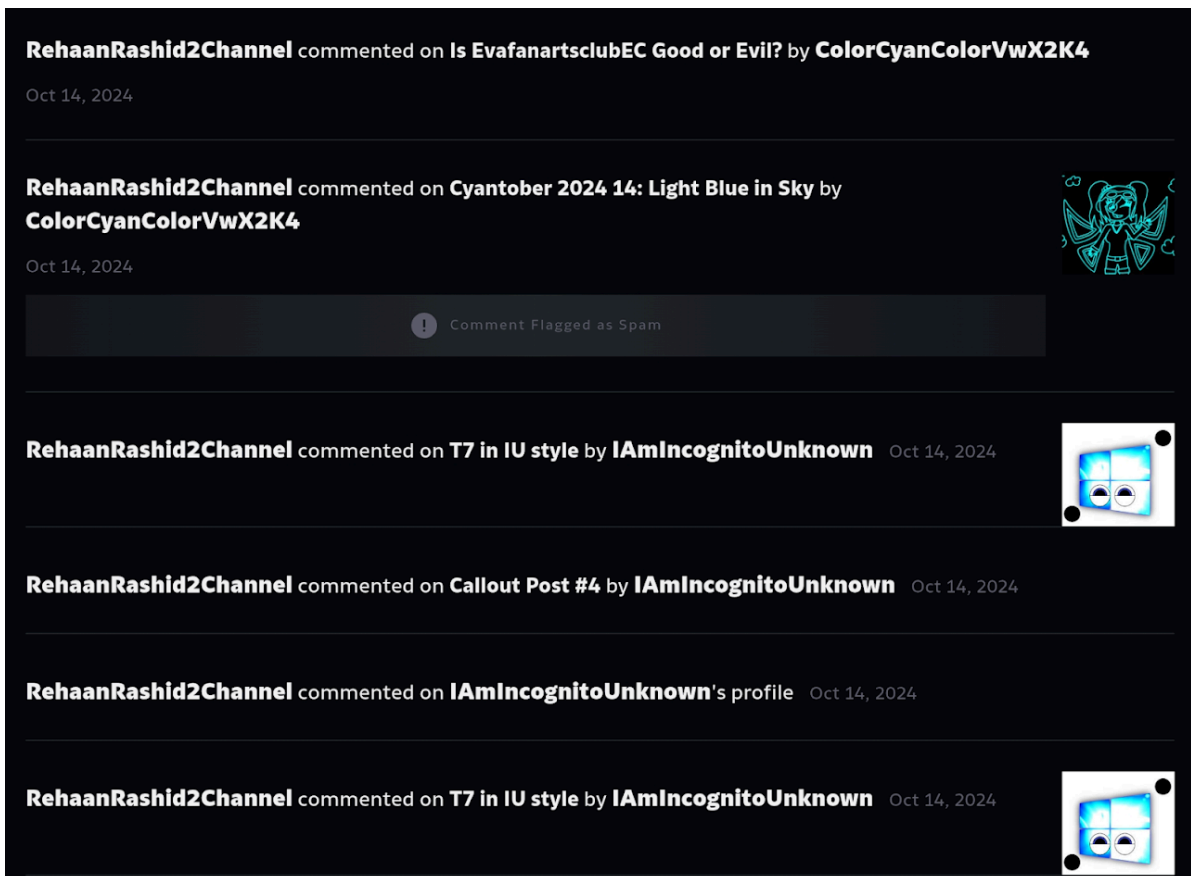 RehaanRashid2Channel commented on Is EvafanartsclubEC Good or Evil? by ColorCyanColorVwX2K4
Oct 14, 2024
RehaanRashid2Channel commented on Cyantober 2024 14: Light Blue in Sky by
ColorCyanColorVwX2K4
Oct 14, 2024
Comment Flagged as Spam
RehaanRashid2Channel commented on T7 in IU style by IAmIncognitoUnknown Oct 14, 2024
RehaanRashid2Channel commented on Callout Post #4 by IAmIncognitoUnknown Oct 14, 2024
RehaanRashid2Channel commented on IAmIncognitoUnknown's profile Oct 14, 2024
RehaanRashid2Channel commented on T7 in IU style by IAmIncognitoUnknown Oct 14, 2024